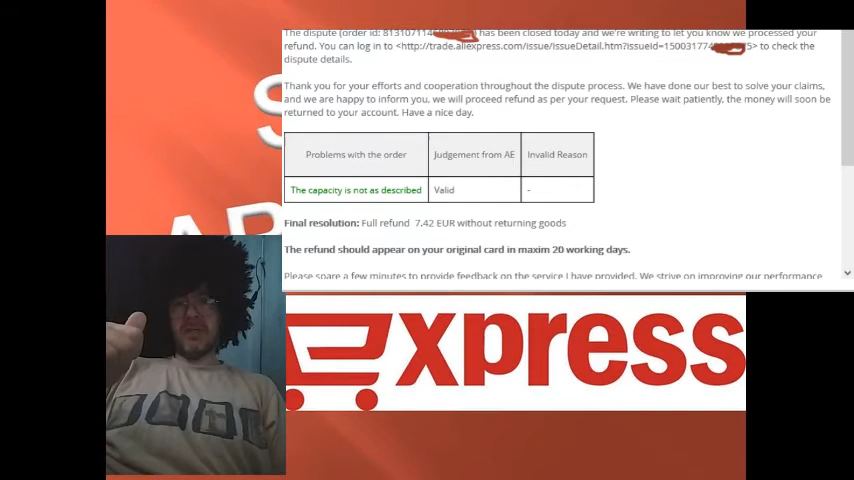 The dispute (order id: 81310711 has been closed today and we're writing to let you know we processed your
refund. You can log in to <http://trade.aliexpress.com/issue/issueDetail.htm?issueId=150031774 5> to check the
dispute details.
Thank you for your efforts and cooperation throughout the dispute process. We have done our best to solve your claims,
and we are happy to inform you, we will proceed refund as per your request. Please wait patiently, the money will soon be
returned to your account. Have a nice day.
Problems with the order Judgement from AE Invalid Reason
The capacity is not as described Valid -
Final resolution: Full refund 7.42 EUR without returning goods
The refund should appear on your original card in maxim 20 working days.
Please spare a few minutes to provide feedback on the service I have provided. We strive on improving our performance
xpress